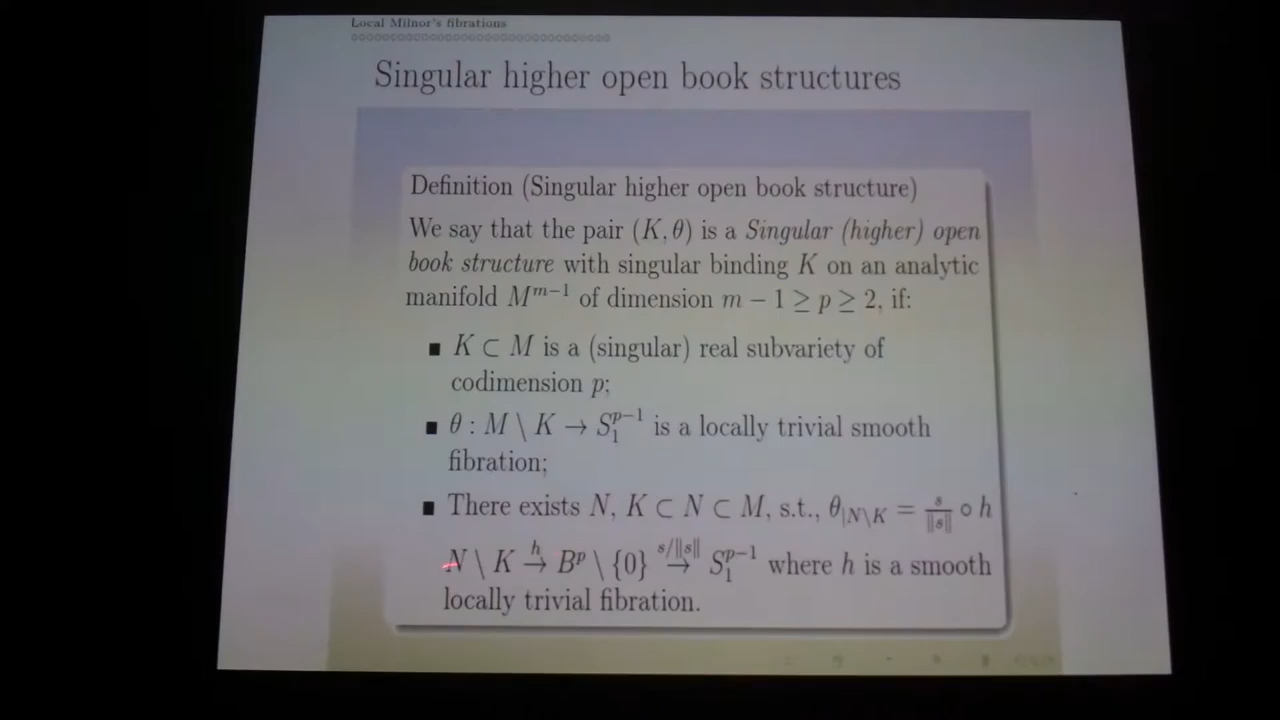 Local Milnor's fibrations
Singular higher open book structures
Definition (Singular higher open book structure)
We say that the pair (K, θ) is a Singular (higher) open
book structure with singular binding K on an analytic
manifold M^{m−1} of dimension m − 1 ≥ p ≥ 2, if:
■ K ⊂ M is a (singular) real subvariety of
codimension p;
■ θ : M \ K → S_1^{p−1} is a locally trivial smooth
fibration;
■ There exists N, K ⊂ N ⊂ M, s.t., θ_{|N\K} = s/‖s‖ ∘ h
N \ K →^h B^p \ {0} →^{s/‖s‖} S_1^{p−1} where h is a smooth
locally trivial fibration.